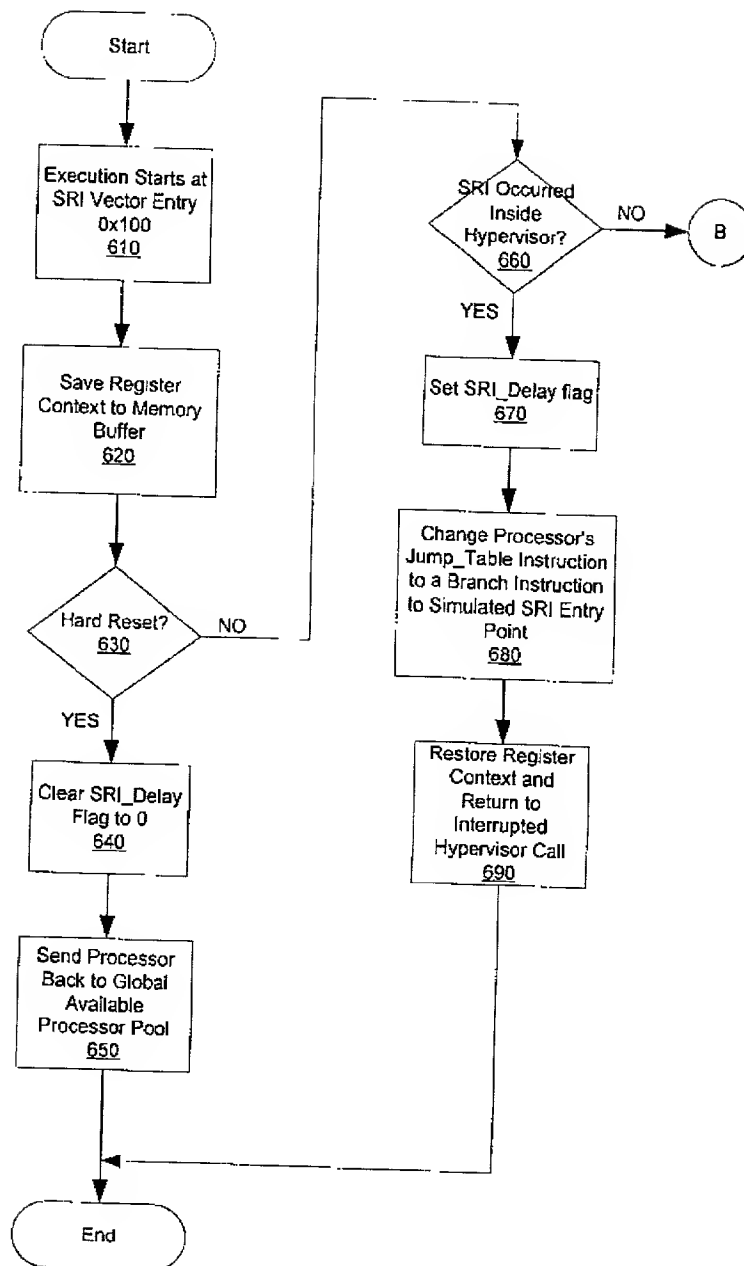 Start
Execution Starts at
SRI Vector Entry
0x100
610
Save Register
Context to Memory
Buffer
620
Hard Reset?
630
NO
YES
Clear SRI_Delay
Flag to 0
640
Send Processor
Back to Global
Available
Processor Pool
650
End
SRI Occurred
Inside
Hypervisor?
660
NO
B
YES
Set SRI_Delay flag
670
Change Processor's
Jump_Table Instruction
to a Branch Instruction
to Simulated SRI Entry
Point
680
Restore Register
Context and
Return to
Interrupted
Hypervisor Call
690